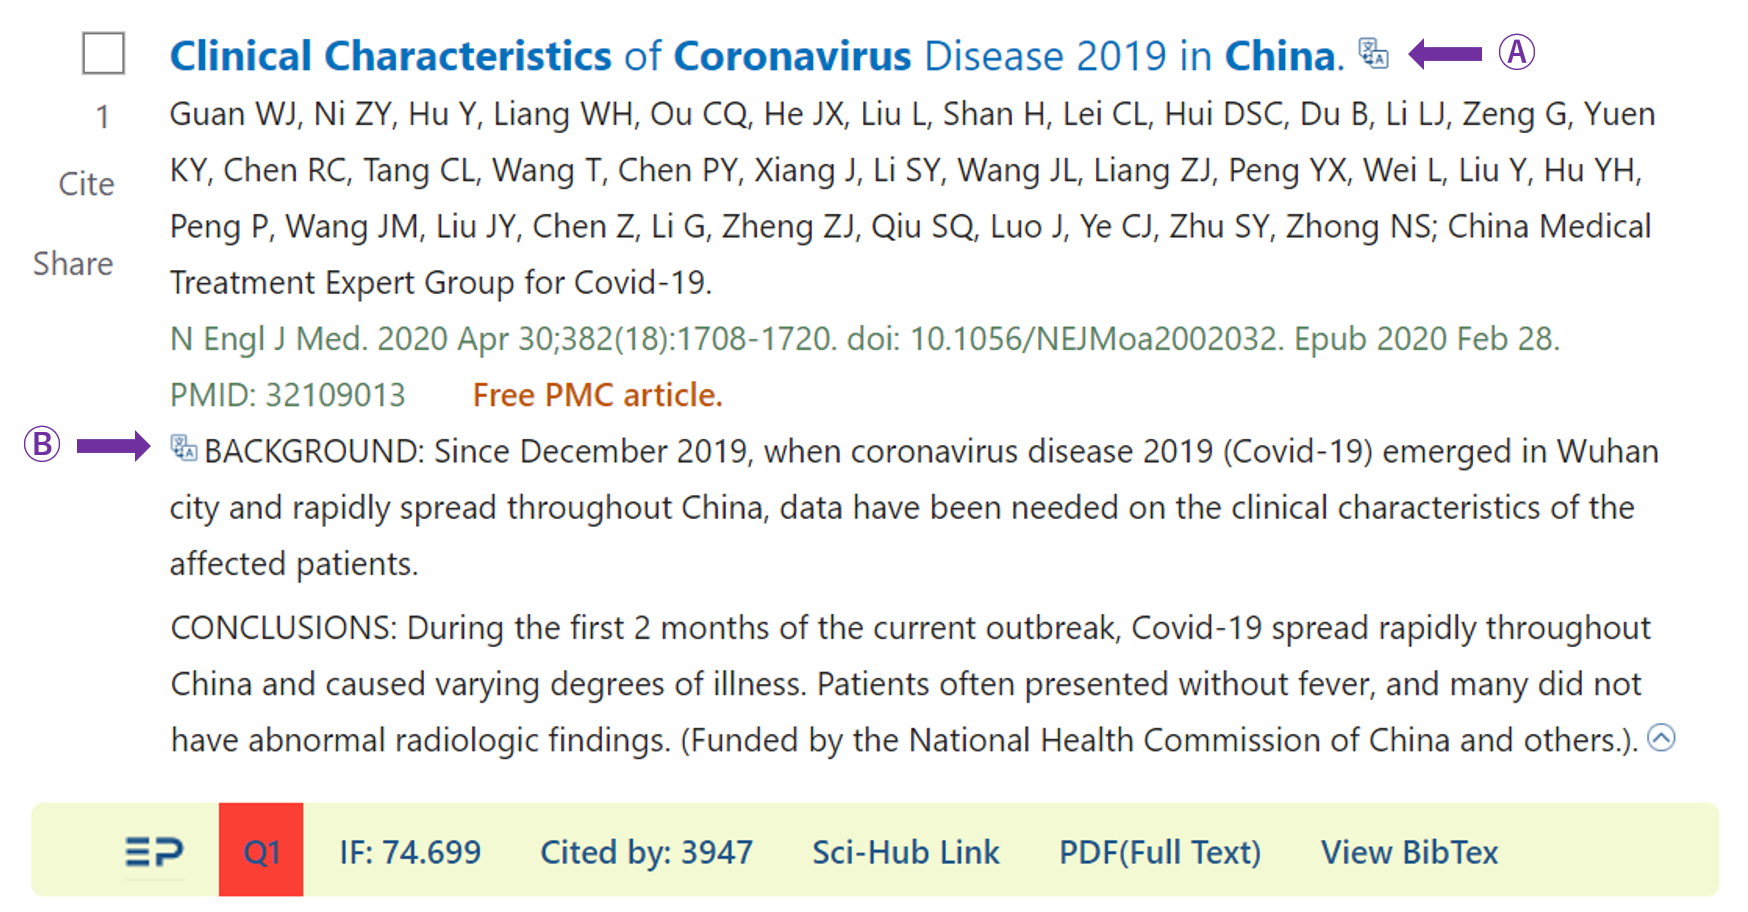 Clinical Characteristics of Coronavirus Disease 2019 in China. Ⓐ
1
Cite
Share
Guan WJ, Ni ZY, Hu Y, Liang WH, Ou CQ, He JX, Liu L, Shan H, Lei CL, Hui DSC, Du B, Li LJ, Zeng G, Yuen
KY, Chen RC, Tang CL, Wang T, Chen PY, Xiang J, Li SY, Wang JL, Liang ZJ, Peng YX, Wei L, Liu Y, Hu YH,
Peng P, Wang JM, Liu JY, Chen Z, Li G, Zheng ZJ, Qiu SQ, Luo J, Ye CJ, Zhu SY, Zhong NS; China Medical
Treatment Expert Group for Covid-19.
N Engl J Med. 2020 Apr 30;382(18):1708-1720. doi: 10.1056/NEJMoa2002032. Epub 2020 Feb 28.
PMID: 32109013 Free PMC article.
Ⓑ BACKGROUND: Since December 2019, when coronavirus disease 2019 (Covid-19) emerged in Wuhan
city and rapidly spread throughout China, data have been needed on the clinical characteristics of the
affected patients.
CONCLUSIONS: During the first 2 months of the current outbreak, Covid-19 spread rapidly throughout
China and caused varying degrees of illness. Patients often presented without fever, and many did not
have abnormal radiologic findings. (Funded by the National Health Commission of China and others.).
EP Q1 IF: 74.699 Cited by: 3947 Sci-Hub Link PDF(Full Text) View BibTex